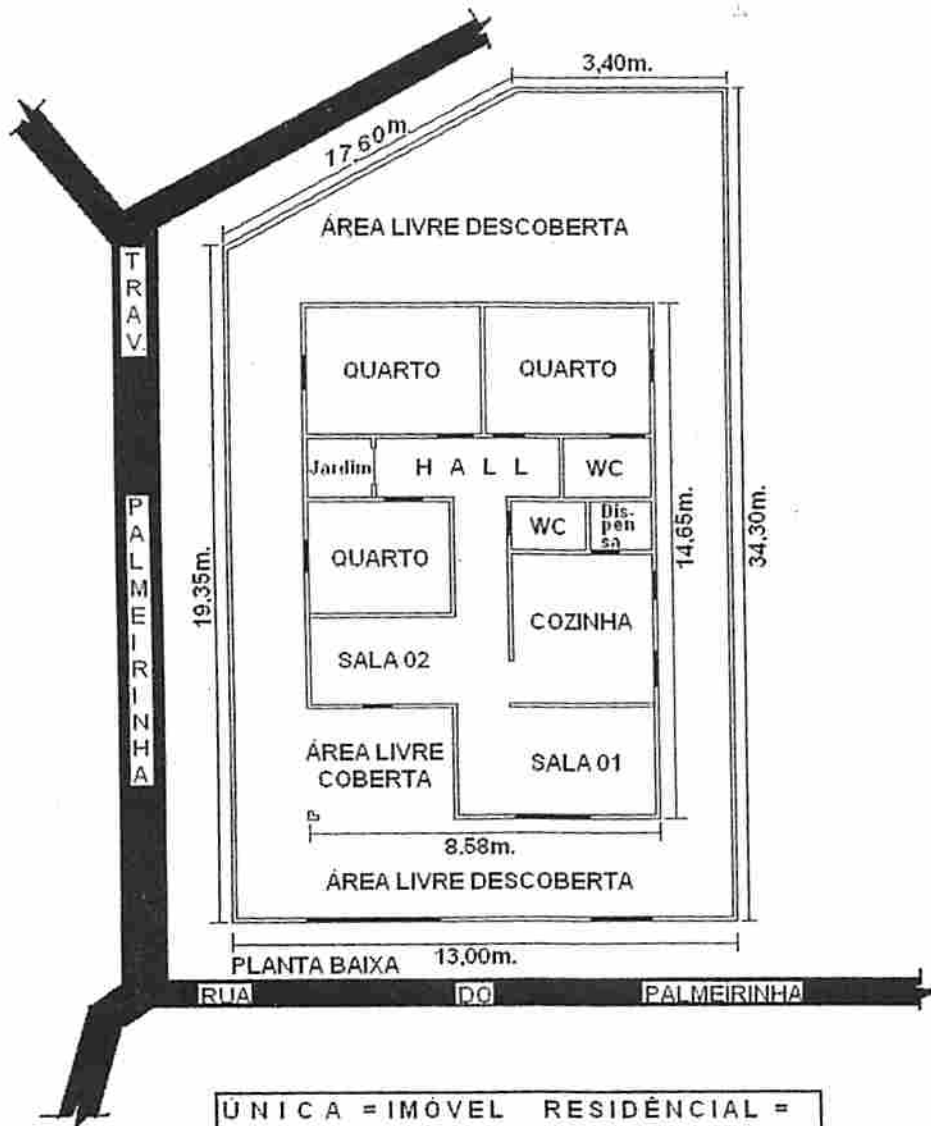 3,40m.
17,60m.
ÁREA LIVRE DESCOBERTA
TRAV.
QUARTO
QUARTO
Jardim
HALL
WC
WC
Dis-
pen
sa
14,65m.
34,30m.
19,35m.
PALMEIRINHA
QUARTO
COZINHA
SALA 02
ÁREA LIVRE
COBERTA
SALA 01
8.58m.
ÁREA LIVRE DESCOBERTA
13,00m.
PLANTA BAIXA
RUA DO PALMEIRINHA
ÚNICA = IMÓVEL RESIDÊNCIAL =